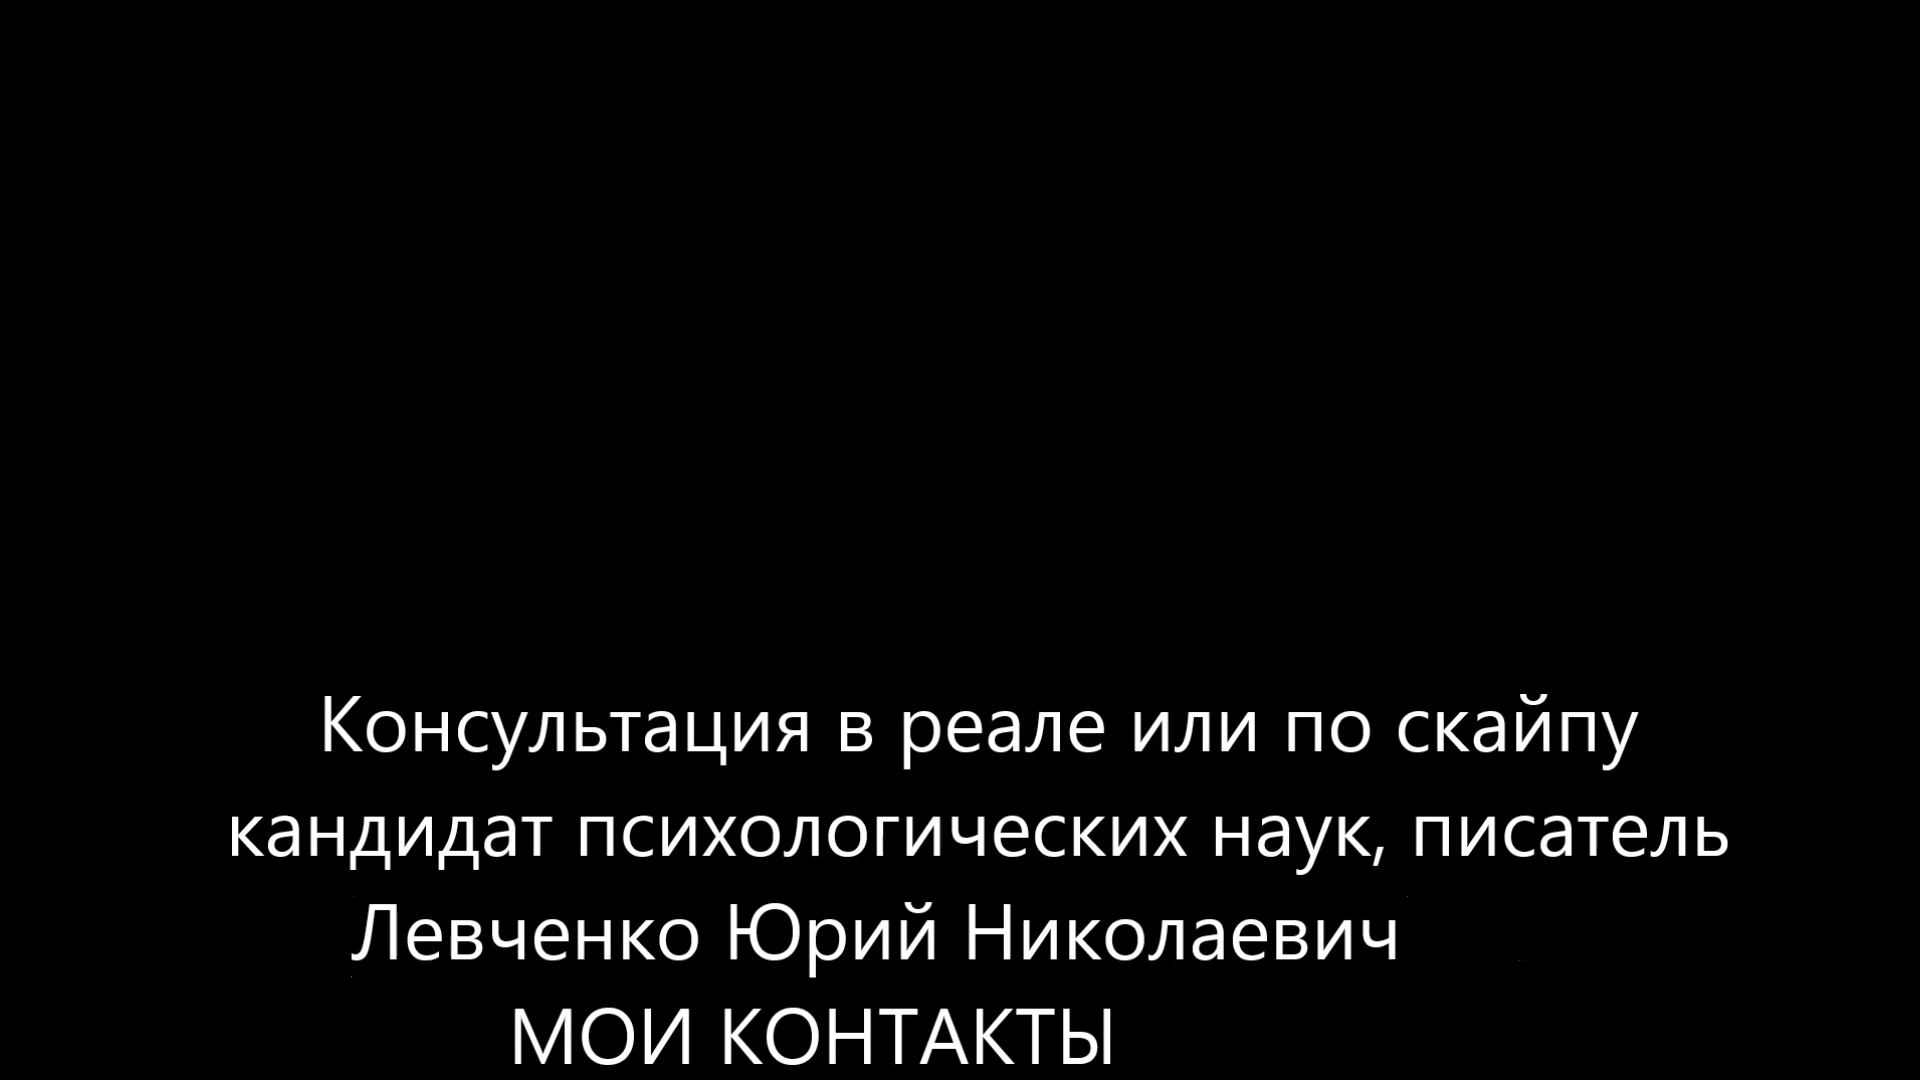 Консультация в реале или по скайпу
кандидат психологических наук, писатель
Левченко Юрий Николаевич
МОИ КОНТАКТЫ